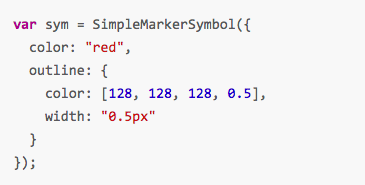 var sym = SimpleMarkerSymbol({
  color: "red",
  outline: {
    color: [128, 128, 128, 0.5],
    width: "0.5px"
  }
});